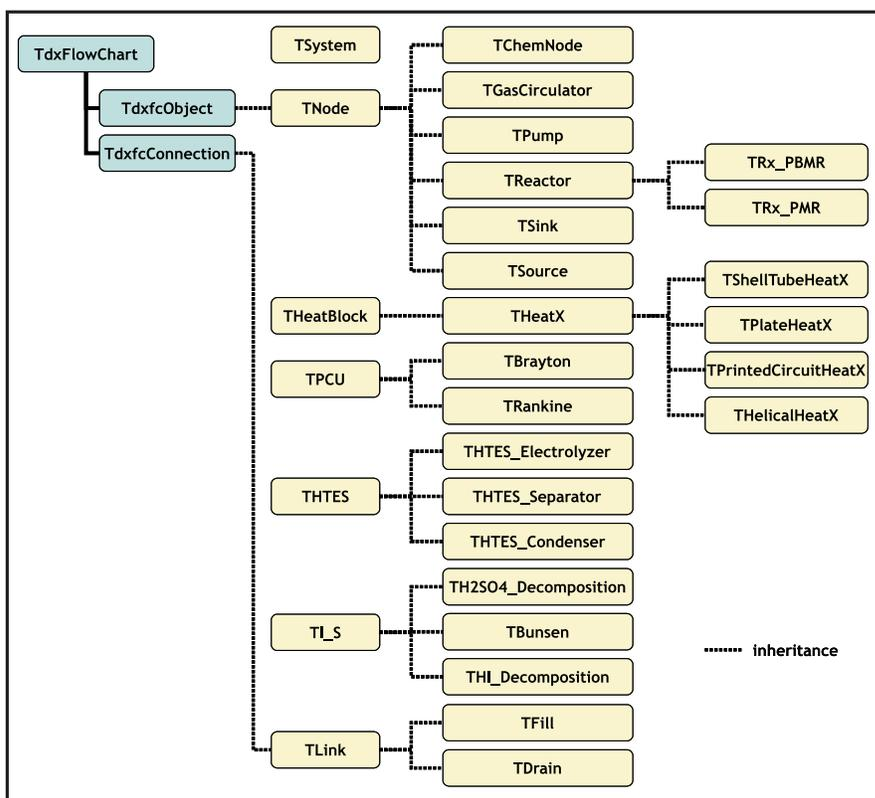 TdxFlowChart
TdxfcObject
TdxfcConnection
TSystem
TNode
TChemNode
TGasCirculator
TPump
TReactor
TSink
TSource
TRx_PBMR
TRx_PMR
THeatBlock
THeatX
TShellTubeHeatX
TPlateHeatX
TPrintedCircuitHeatX
THelicalHeatX
TPCU
TBrayton
TRankine
THTES
THTES_Electrolyzer
THTES_Separator
THTES_Condenser
TI_S
TH2SO4_Decomposition
TBunsen
THI_Decomposition
TLink
TFill
TDrain
inheritance